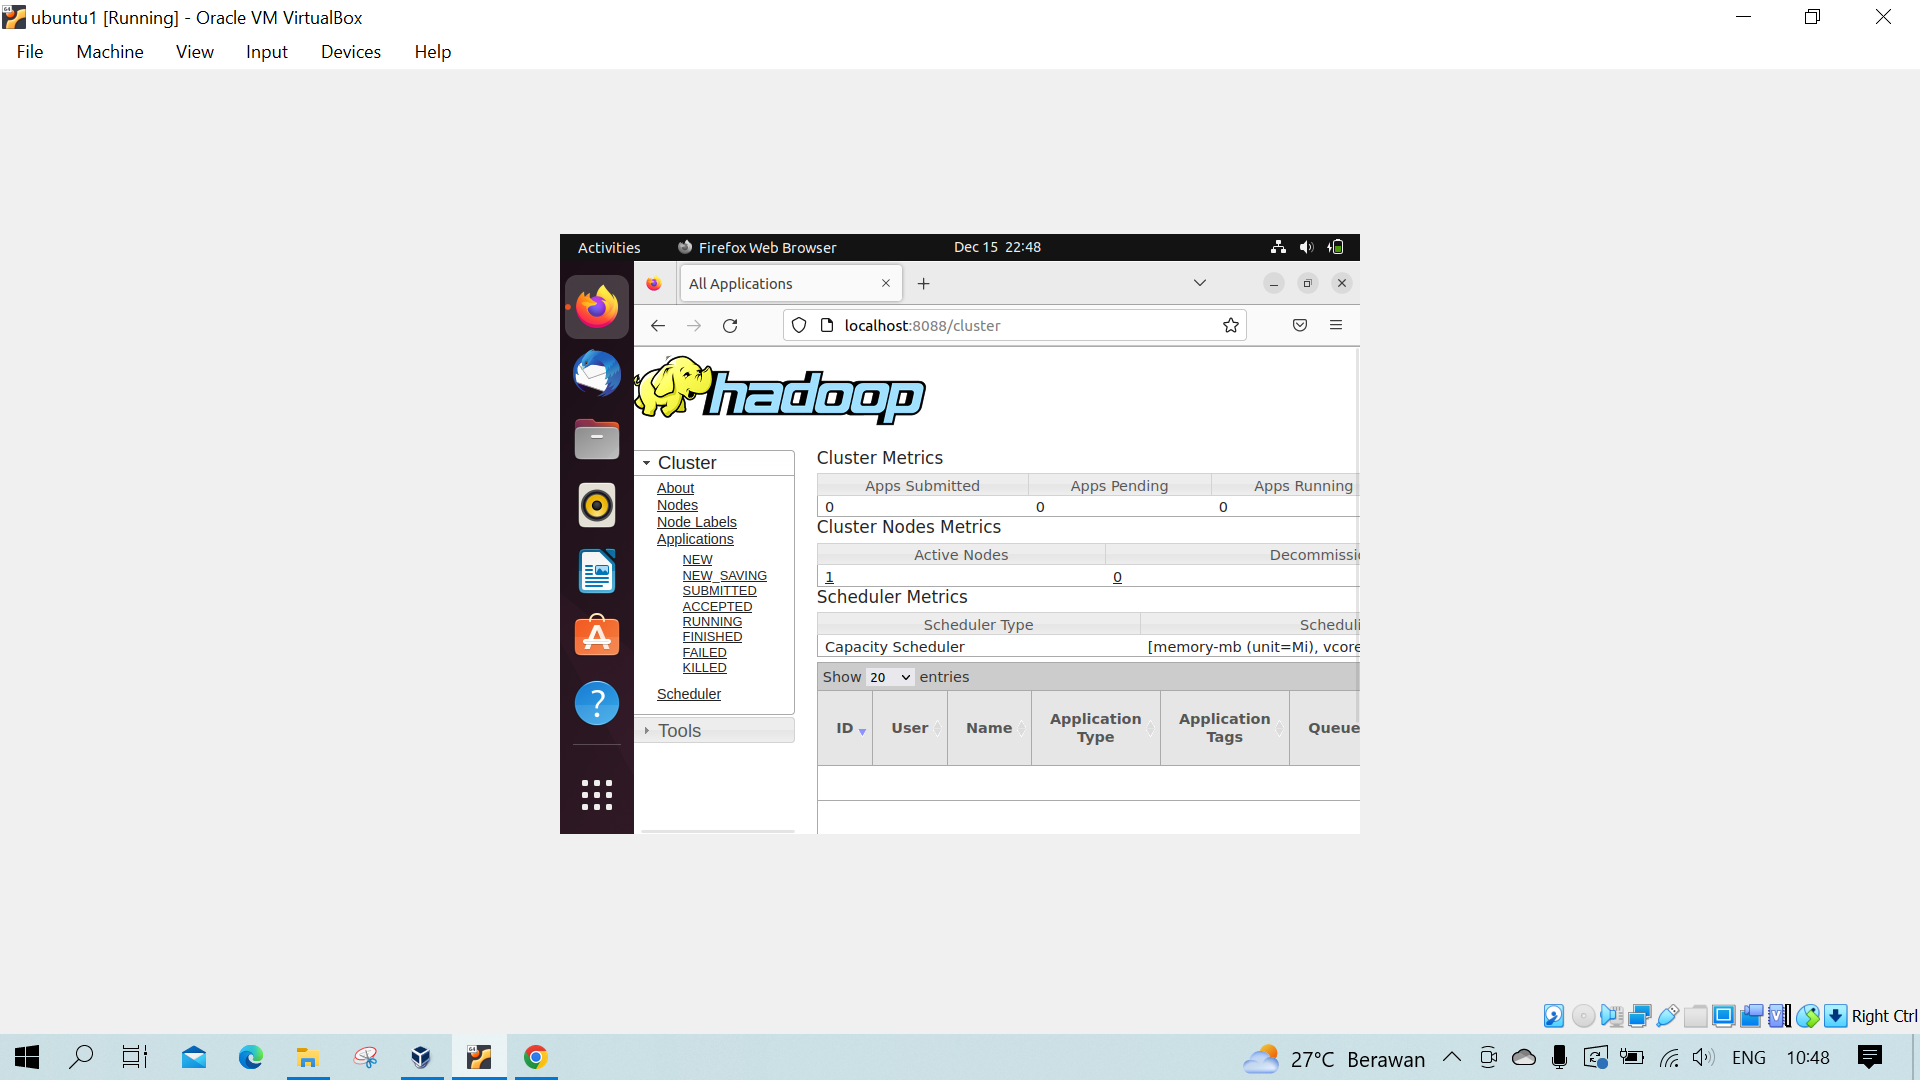 ubuntu1 [Running] - Oracle VM VirtualBox
File Machine View Input Devices Help
Activities Firefox Web Browser Dec 15 22:48
All Applications
localhost:8088/cluster
hadoop
Cluster
About
Nodes
Node Labels
Applications
NEW
NEW_SAVING
SUBMITTED
ACCEPTED
RUNNING
FINISHED
FAILED
KILLED
Scheduler
Tools
Cluster Metrics
Apps Submitted Apps Pending Apps Running
0 0 0
Cluster Nodes Metrics
Active Nodes Decommissi
1 0
Scheduler Metrics
Scheduler Type Scheduli
Capacity Scheduler [memory-mb (unit=Mi), vcore
Show 20 entries
ID User Name Application Type Application Tags Queue
Right Ctrl
27°C Berawan ENG 10:48